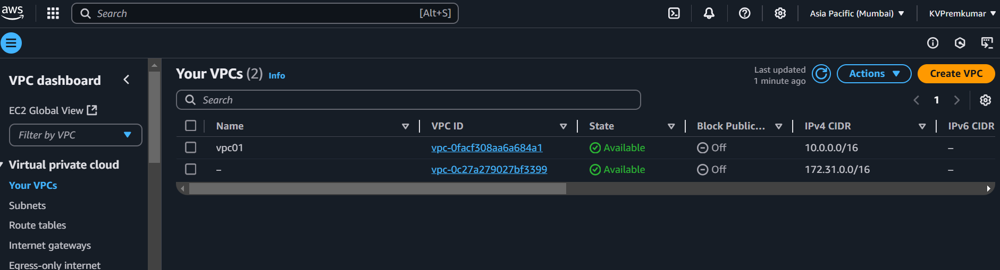 aws
Search [Alt+S]
Asia Pacific (Mumbai)
KVPremkumar
VPC dashboard
EC2 Global View
Filter by VPC
Virtual private cloud
Your VPCs
Subnets
Route tables
Internet gateways
Egress-only internet
Your VPCs (2) Info
Last updated
1 minute ago
Actions
Create VPC
Search
1
Name VPC ID State Block Public... IPv4 CIDR IPv6 CIDR
vpc01 vpc-0facf308aa6a684a1 Available Off 10.0.0.0/16 –
– vpc-0c27a279027bf3399 Available Off 172.31.0.0/16 –